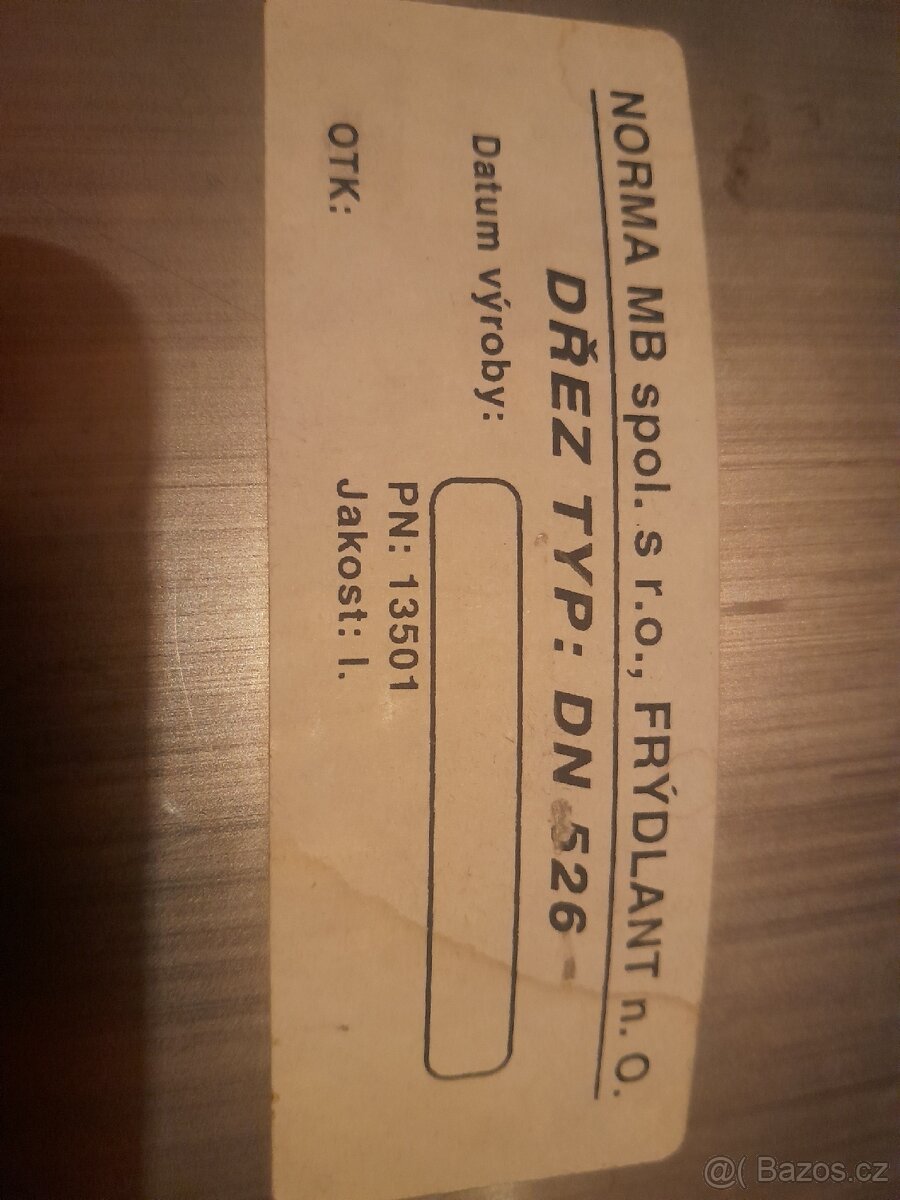 NORMA MB spol. s r.o., FRÝDLANT n. O.
DŘEZ TYP: DN 526
Datum výroby:
PN: 13501
OTK:
Jakost: I.
@( Bazos.cz